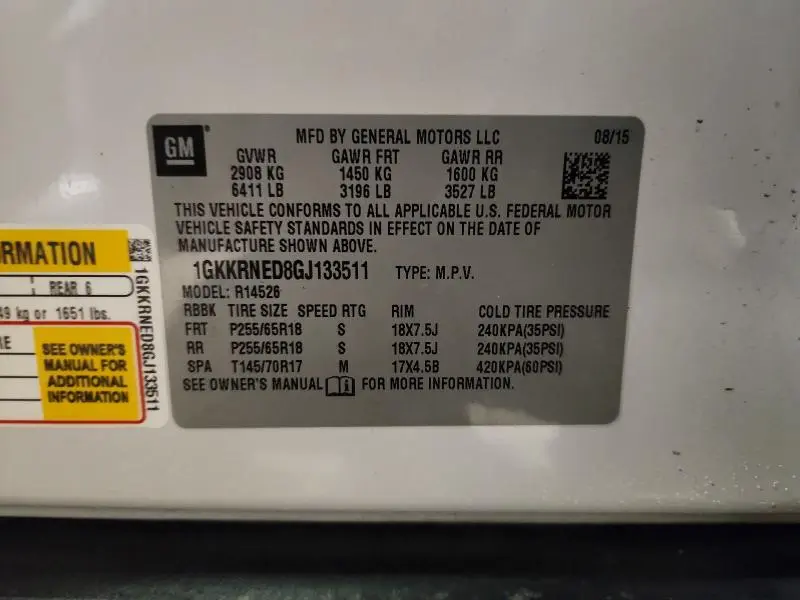 GM
MFD BY GENERAL MOTORS LLC 08/15
GVWR GAWR FRT GAWR RR
2908 KG 1450 KG 1600 KG
6411 LB 3196 LB 3527 LB
THIS VEHICLE CONFORMS TO ALL APPLICABLE U.S. FEDERAL MOTOR
VEHICLE SAFETY STANDARDS IN EFFECT ON THE DATE OF
MANUFACTURE SHOWN ABOVE.
1GKKRNED8GJ133511 TYPE: M.P.V.
MODEL: R14526
RBBK TIRE SIZE SPEED RTG RIM COLD TIRE PRESSURE
FRT P255/65R18 S 18X7.5J 240KPA(35PSI)
RR P255/65R18 S 18X7.5J 240KPA(35PSI)
SPA T145/70R17 M 17X4.5B 420KPA(60PSI)
SEE OWNER'S MANUAL FOR MORE INFORMATION.
RMATION
REAR 6
49 kg or 1651 lbs.
SEE OWNER'S
MANUAL FOR
ADDITIONAL
INFORMATION
1GKKRNED8GJ133511